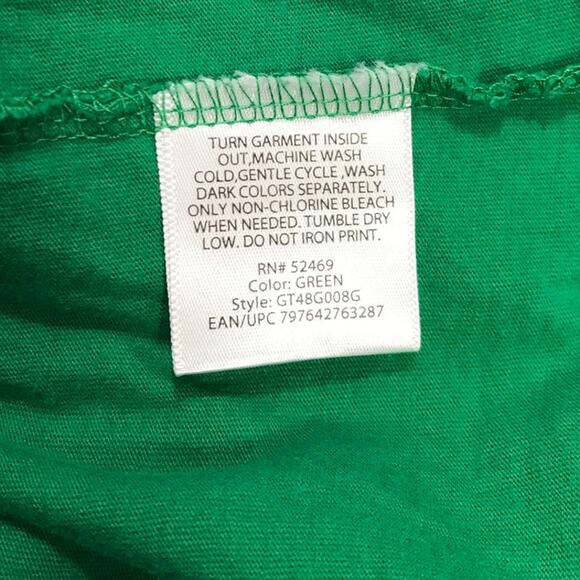 TURN GARMENT INSIDE
OUT,MACHINE WASH
COLD,GENTLE CYCLE ,WASH
DARK COLORS SEPARATELY.
ONLY NON-CHLORINE BLEACH
WHEN NEEDED. TUMBLE DRY
LOW. DO NOT IRON PRINT.
RN# 52469
Color: GREEN
Style: GT48G008G
EAN/UPC 797642763287